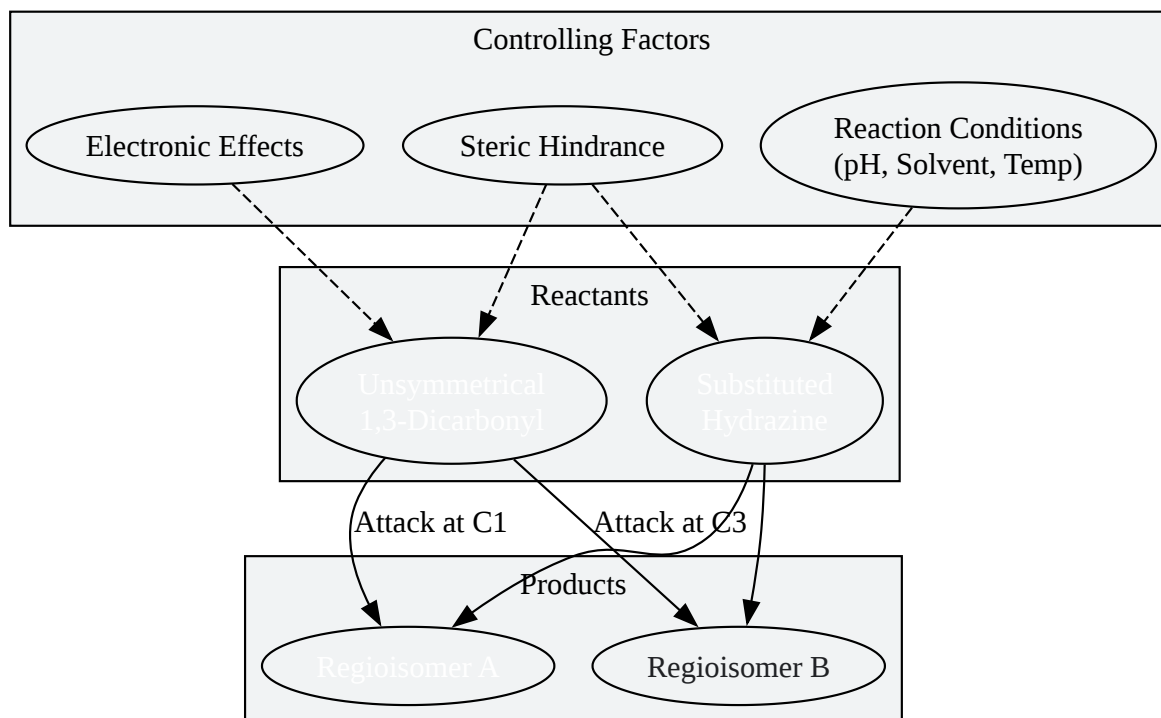 Controlling Factors
Electronic Effects
Steric Hindrance
Reaction Conditions
(pH, Solvent, Temp)
Reactants
Unsymmetrical
1,3-Dicarbonyl
Substituted
Hydrazine
Attack at C1
Attack at C3
Products
Regioisomer A
Regioisomer B